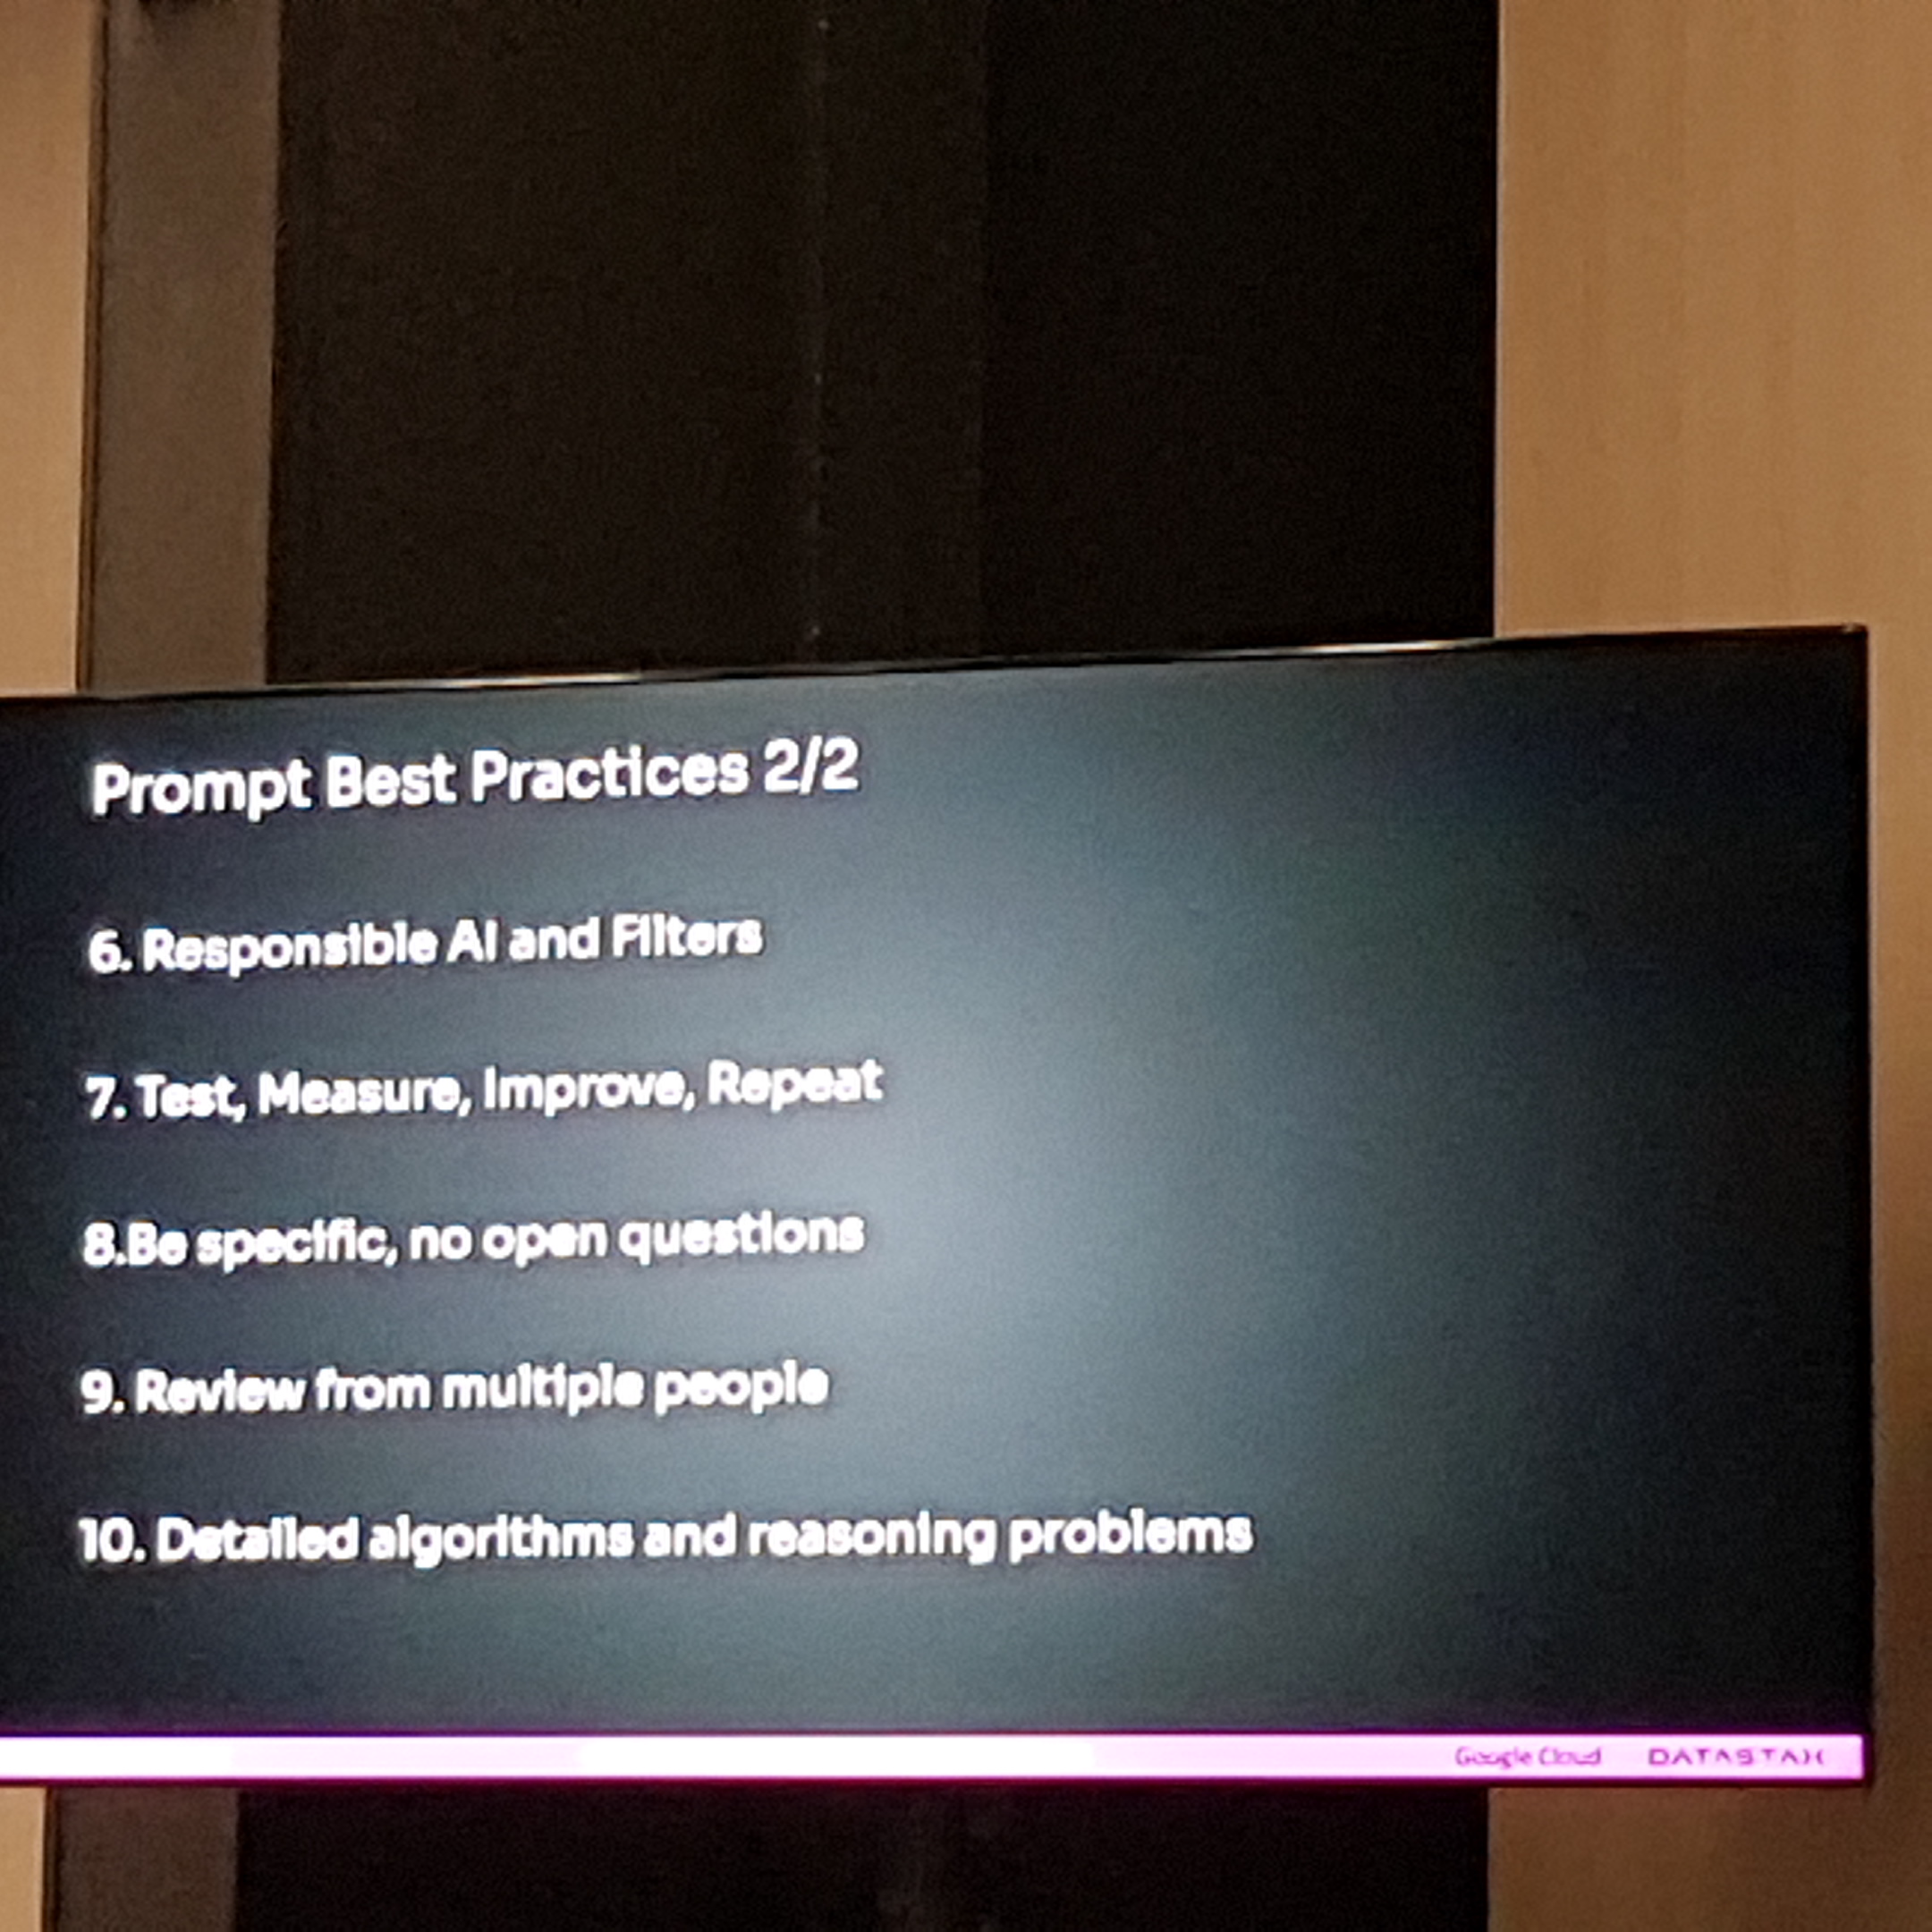 Prompt Best Practices 2/2
6. Responsible AI and Filters
7. Test, Measure, Improve, Repeat
8.Be specific, no open questions
9. Review from multiple people
10. Detailed algorithms and reasoning problems
Google Cloud DATASTAX